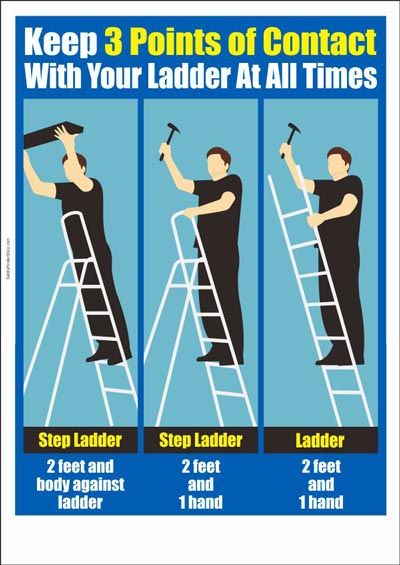 Keep 3 Points of Contact
With Your Ladder At All Times
SafetyPosterShop.com
Step Ladder
2 feet and
body against
ladder
Step Ladder
2 feet
and
1 hand
Ladder
2 feet
and
1 hand